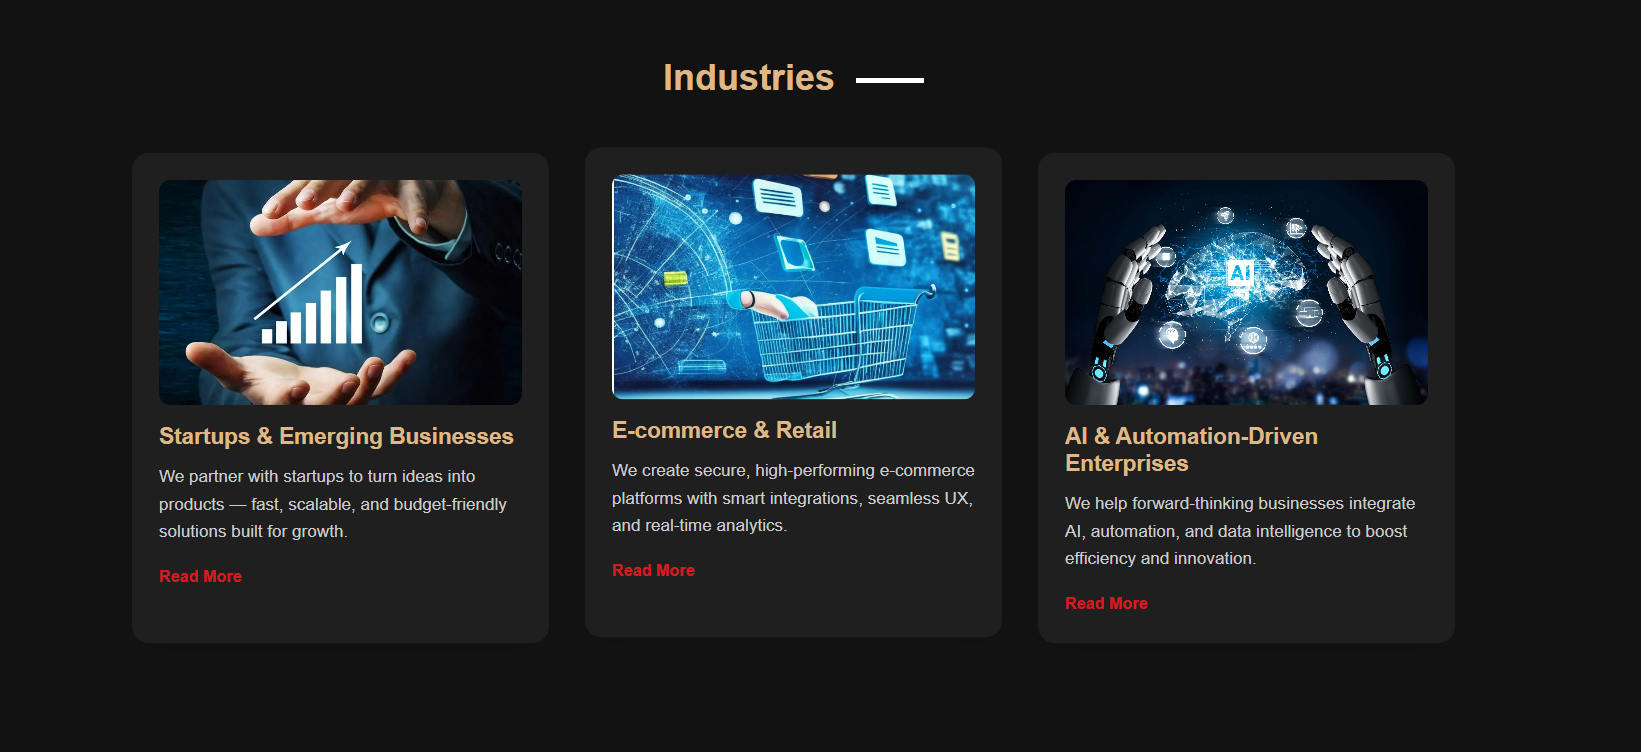 Industries
Startups & Emerging Businesses
We partner with startups to turn ideas into
products — fast, scalable, and budget-friendly
solutions built for growth.
Read More
E-commerce & Retail
We create secure, high-performing e-commerce
platforms with smart integrations, seamless UX,
and real-time analytics.
Read More
AI
AI & Automation-Driven
Enterprises
We help forward-thinking businesses integrate
AI, automation, and data intelligence to boost
efficiency and innovation.
Read More